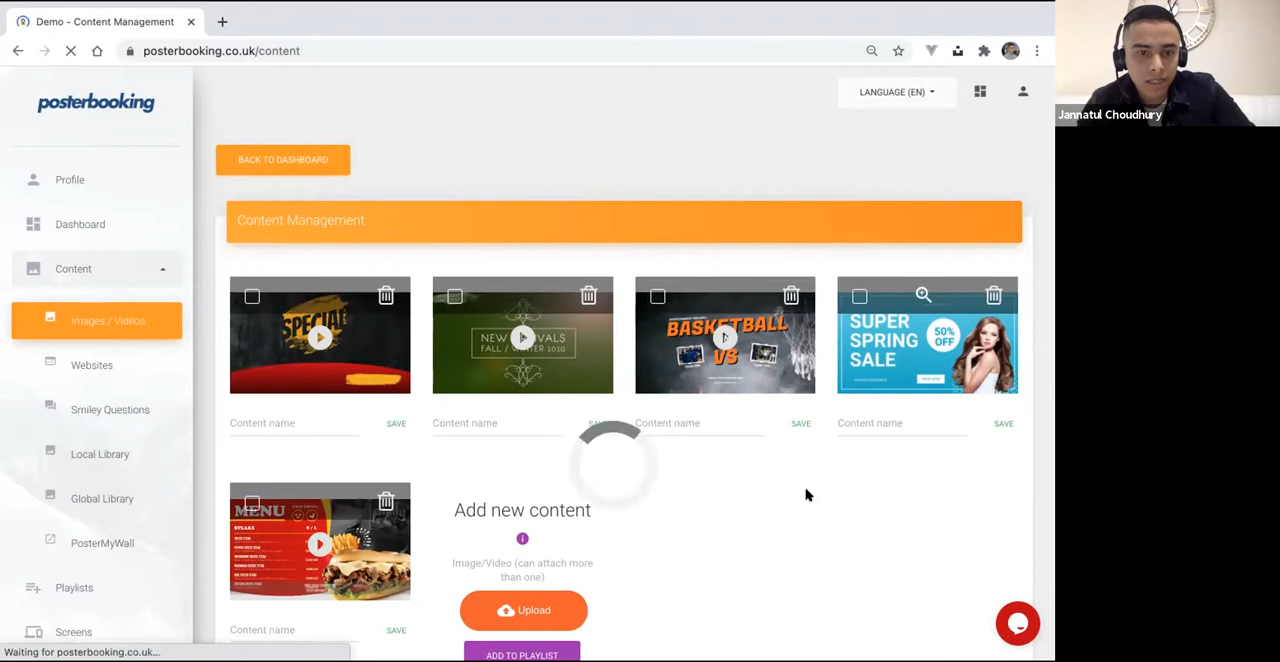 Demo - Content Management
posterbooking.co.uk/content
Jannatul Choudhury
posterbooking
LANGUAGE (EN)
BACK TO DASHBOARD
Profile
Dashboard
Content
Images / Videos
Websites
Smiley Questions
Local Library
Global Library
PosterMyWall
Playlists
Screens
Content Management
SPECIAL
NEW ARRIVALS
FALL / WINTER 2020
BASKETBALL
VS
SUPER
SPRING
SALE
50%
OFF
Content name
SAVE
Content name
Content name
SAVE
Content name
SAVE
MENU
STEAKS
Content name
SAVE
Add new content
Image/Video (can attach more
than one)
Upload
ADD TO PLAYLIST
Waiting for posterbooking.co.uk...